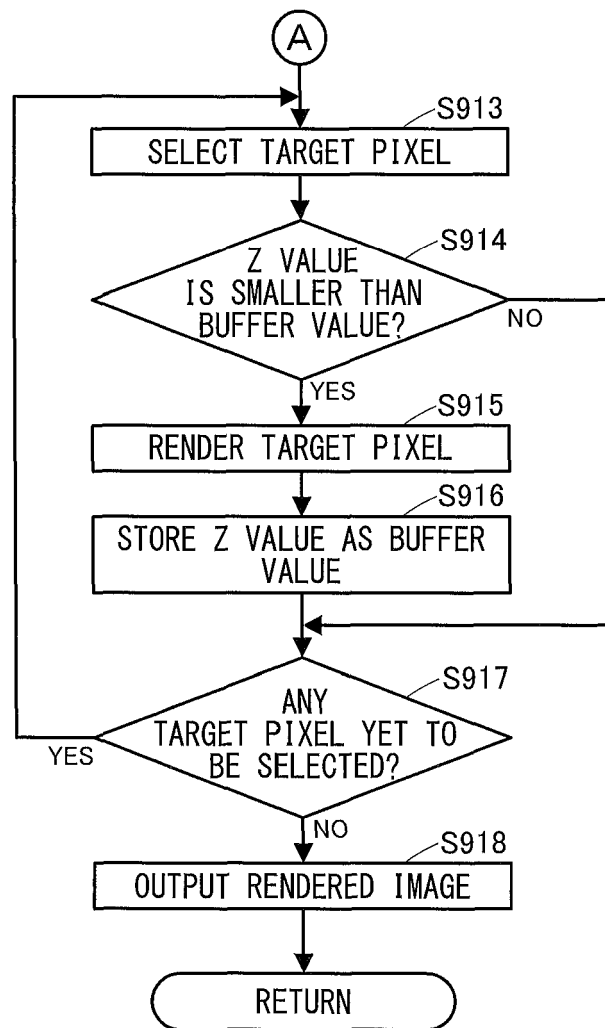 A
S913
SELECT TARGET PIXEL
S914
Z VALUE
IS SMALLER THAN
BUFFER VALUE?
NO
YES
S915
RENDER TARGET PIXEL
S916
STORE Z VALUE AS BUFFER
VALUE
S917
ANY
TARGET PIXEL YET TO
BE SELECTED?
YES
NO
S918
OUTPUT RENDERED IMAGE
RETURN